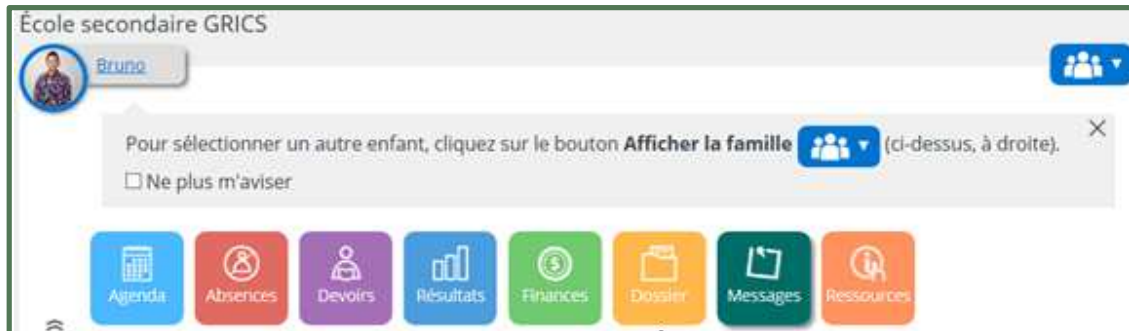 École secondaire GRICS
Bruno
Pour sélectionner un autre enfant, cliquez sur le bouton Afficher la famille (ci-dessus, à droite).
Ne plus m'aviser
Agenda Absences Devoirs Résultats Finances Dossier Messages Ressources